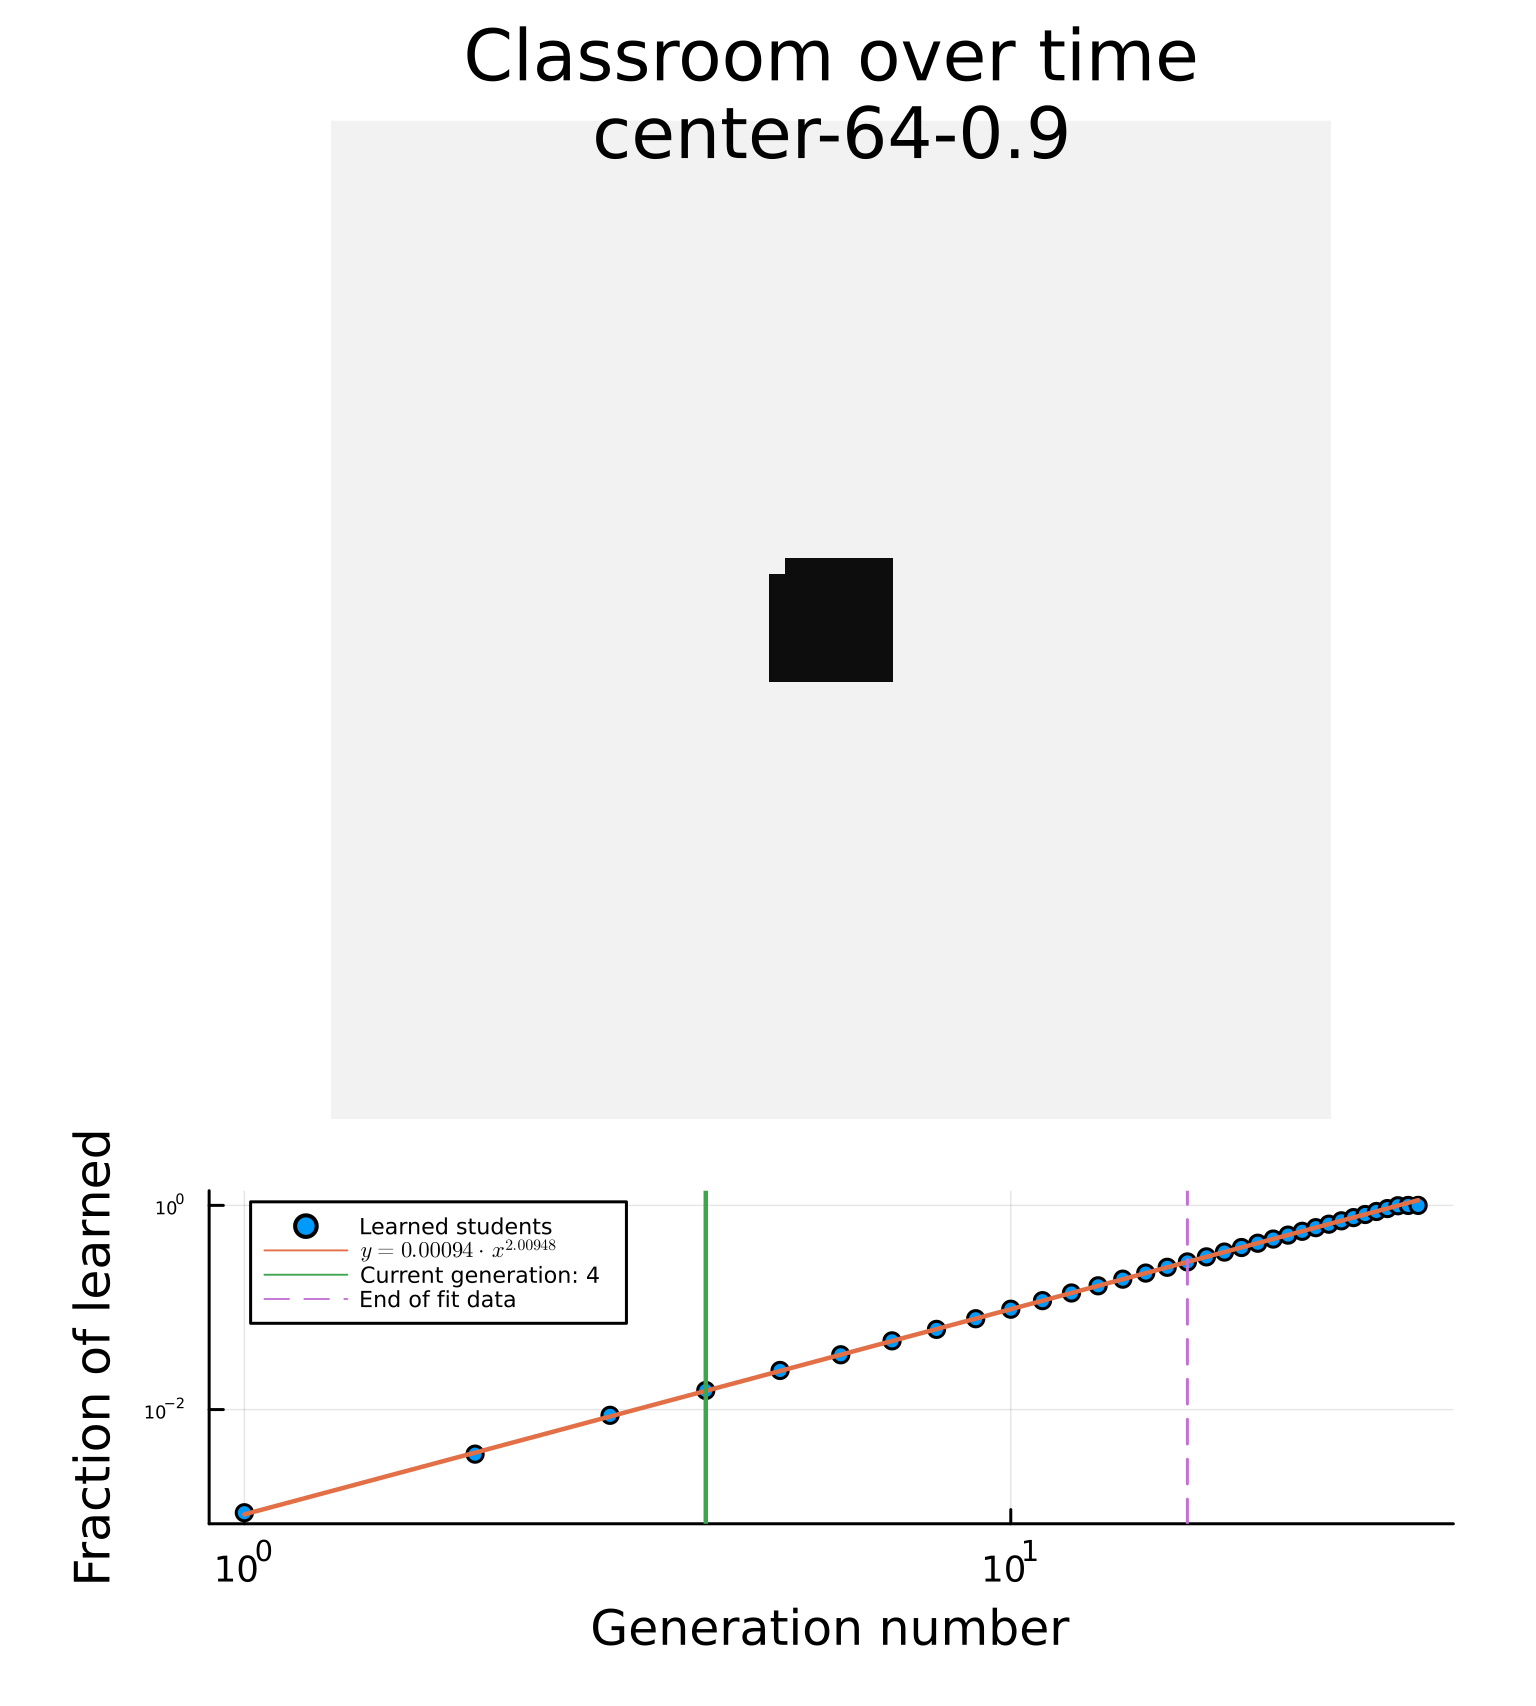 Classroom over time
center-64-0.9
Fraction of learned
10^0
10^-2
Learned students
y = 0.00094 · x^2.00948
Current generation: 4
End of fit data
10^0
10^1
Generation number